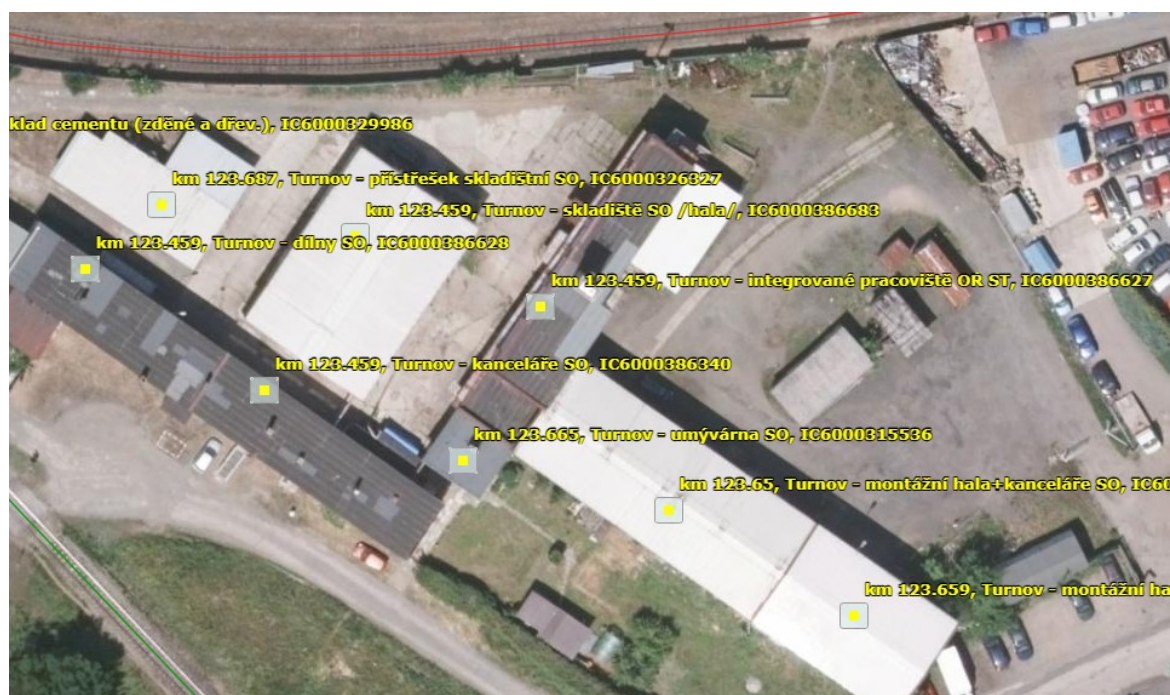 klad cementu (zděné a dřev.), IC6000329986
km 123.687, Turnov - přístřešek skladištní SO, IC6000326327
km 123.459, Turnov - skladiště SO /hala/, IC6000386683
km 123.459, Turnov - dílny SO, IC6000386628
km 123.459, Turnov - integrované pracoviště OŘ ST, IC6000386627
km 123.459, Turnov - kanceláře SO, IC6000386340
km 123.665, Turnov - umývárna SO, IC6000315536
km 123.65, Turnov - montážní hala+kanceláře SO, IC60
km 123.659, Turnov - montážní ha